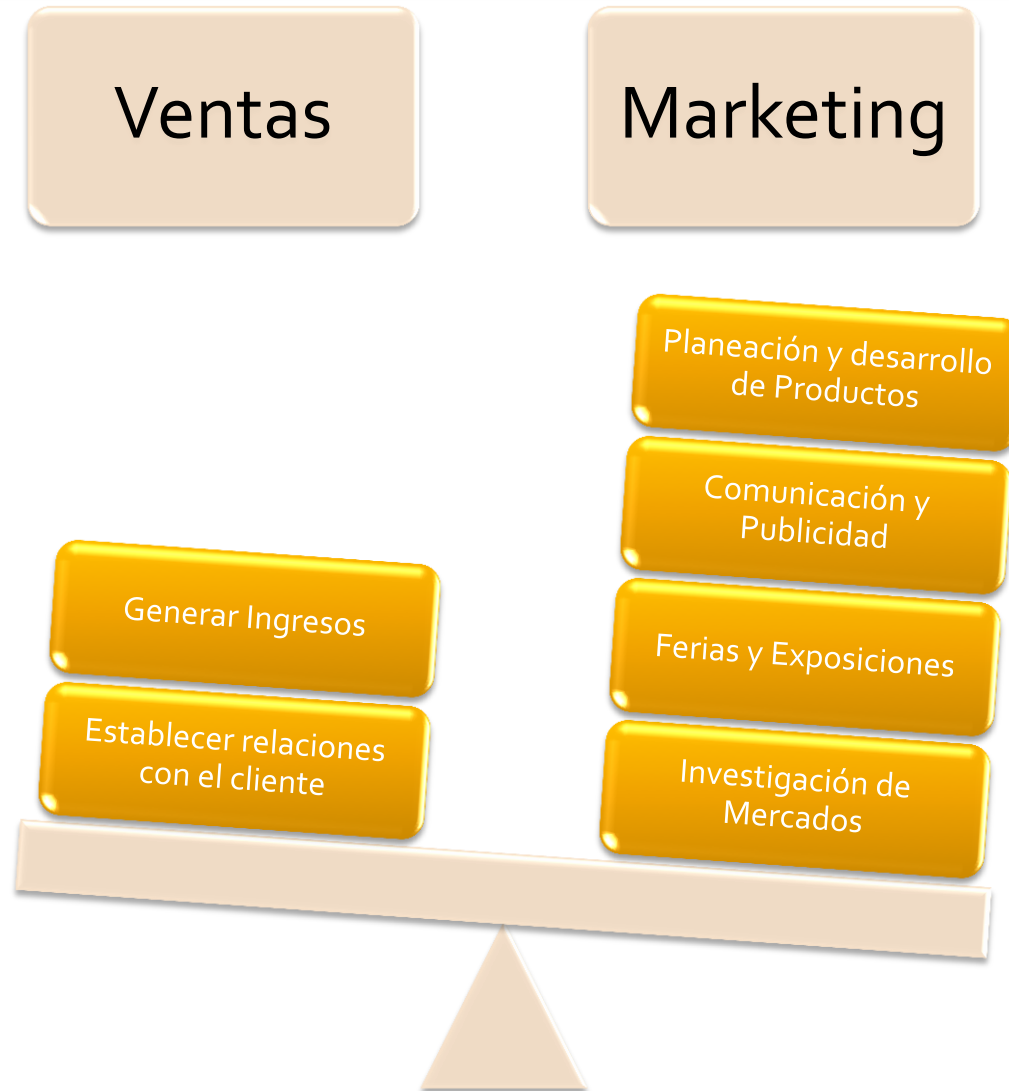 Ventas
Marketing
Planeación y desarrollo
de Productos
Comunicación y
Publicidad
Generar Ingresos
Ferias y Exposiciones
Establecer relaciones
con el cliente
Investigación de
Mercados